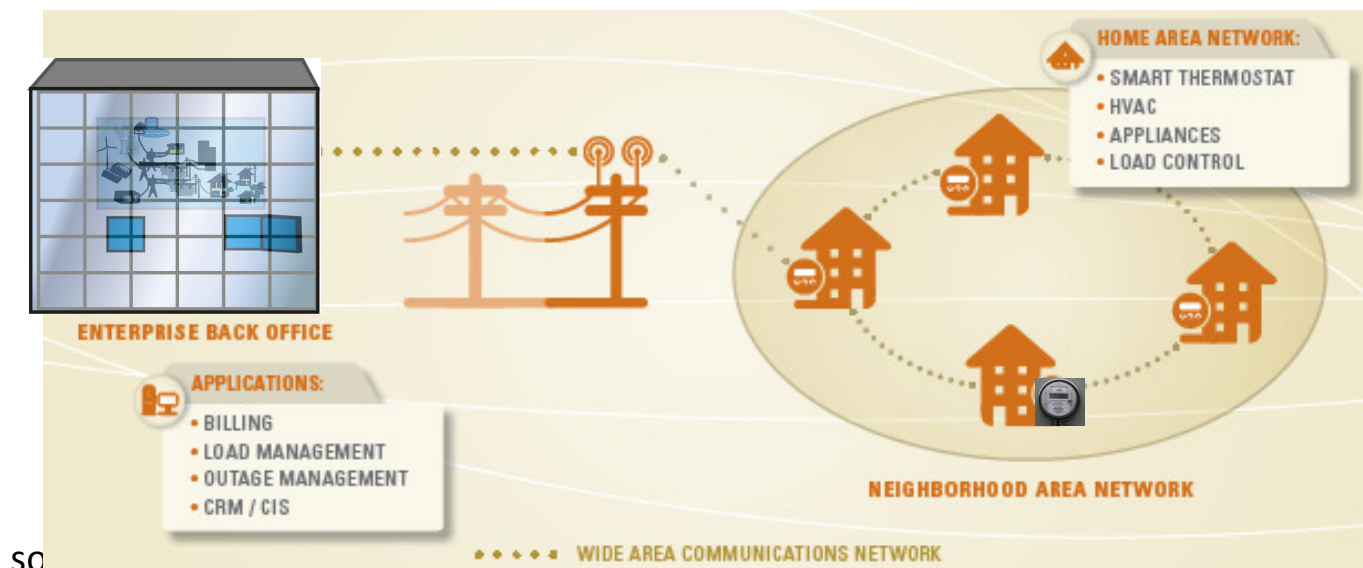 HOME AREA NETWORK:
• SMART THERMOSTAT
• HVAC
• APPLIANCES
• LOAD CONTROL
ENTERPRISE BACK OFFICE
APPLICATIONS:
• BILLING
• LOAD MANAGEMENT
• OUTAGE MANAGEMENT
• CRM / CIS
NEIGHBORHOOD AREA NETWORK
WIDE AREA COMMUNICATIONS NETWORK